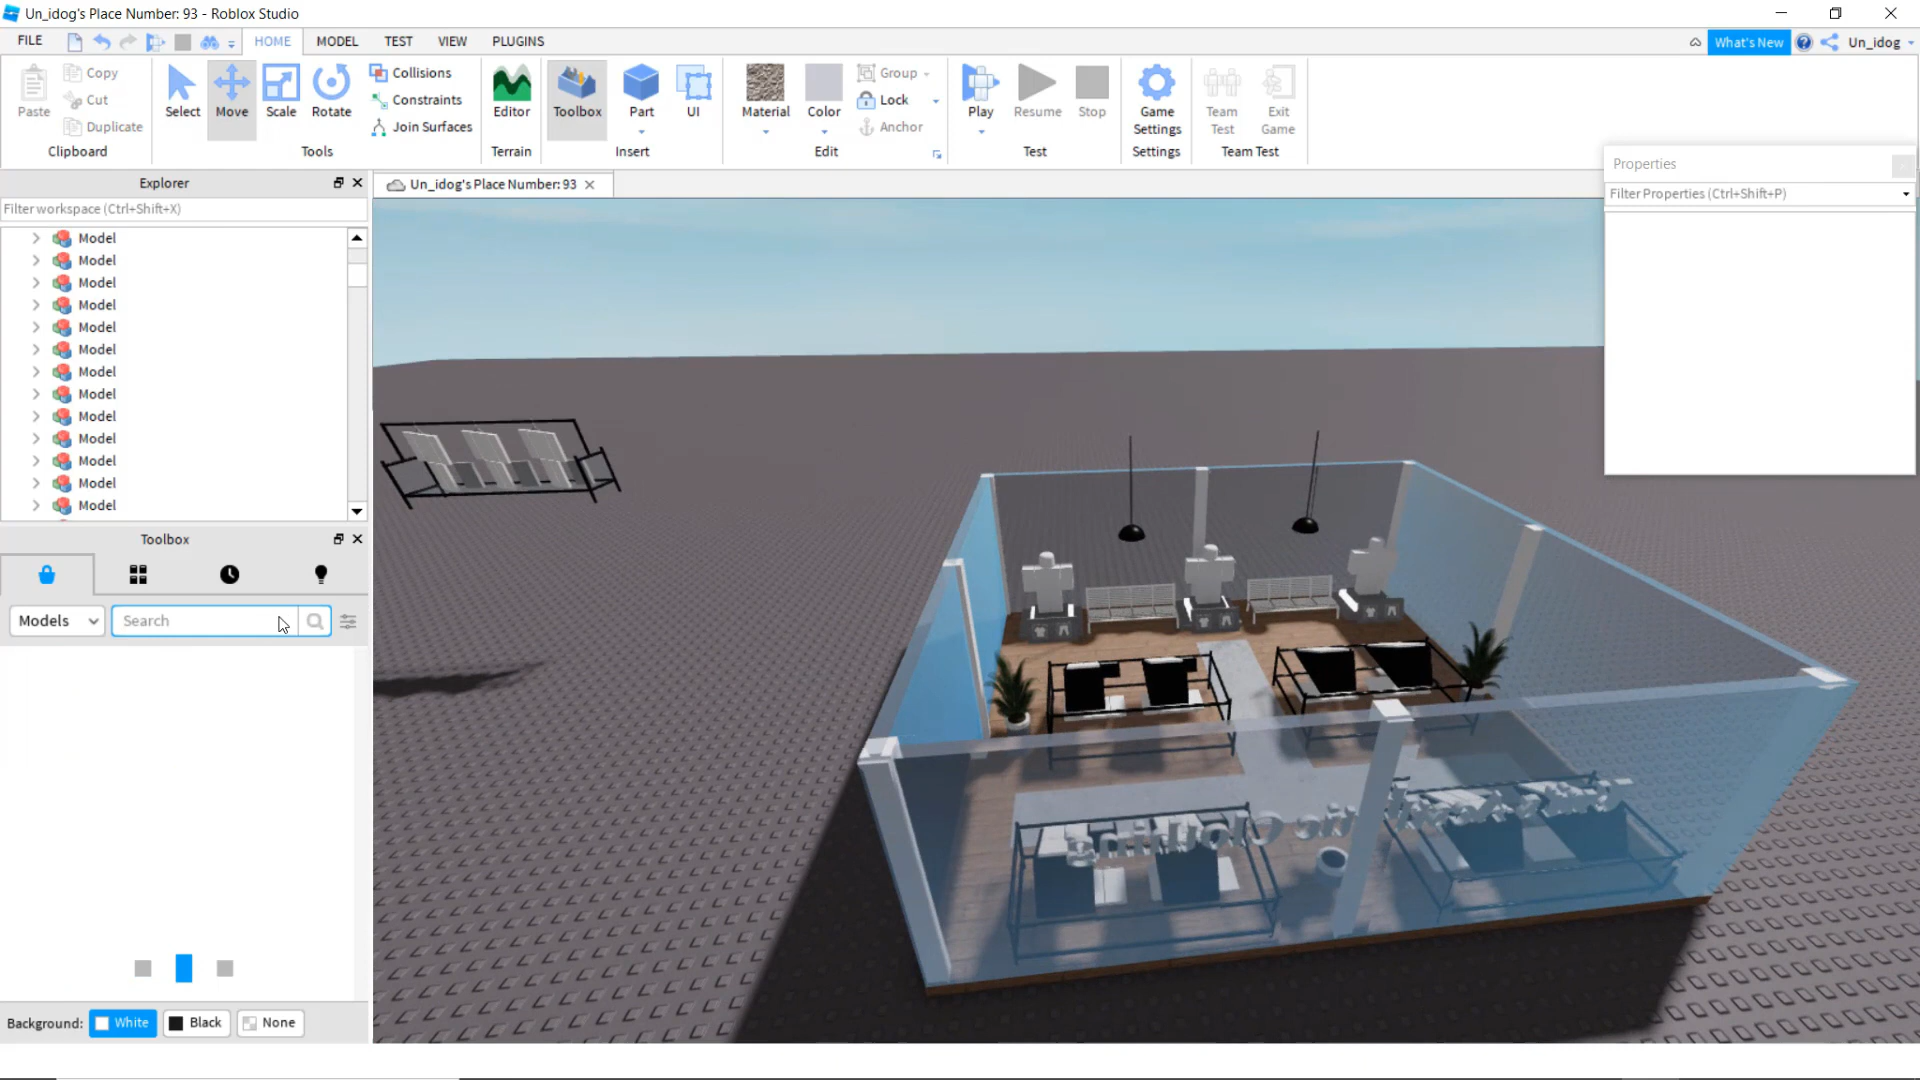 Un_idog's Place Number: 93 - Roblox Studio
FILE
HOME
MODEL
TEST
VIEW
PLUGINS
What's New
Un_idog
Paste
Copy
Cut
Duplicate
Clipboard
Select
Move
Scale
Rotate
Collisions
Constraints
Join Surfaces
Tools
Editor
Terrain
Toolbox
Part
UI
Insert
Material
Color
Group
Lock
Anchor
Edit
Play
Resume
Stop
Test
Game
Settings
Settings
Team
Test
Exit
Game
Team Test
Explorer
Filter workspace (Ctrl+Shift+X)
Model
Model
Model
Model
Model
Model
Model
Model
Model
Model
Model
Model
Model
Toolbox
Models
Search
Background:
White
Black
None
Un_idog's Place Number: 93
Clothing
Properties
Filter Properties (Ctrl+Shift+P)